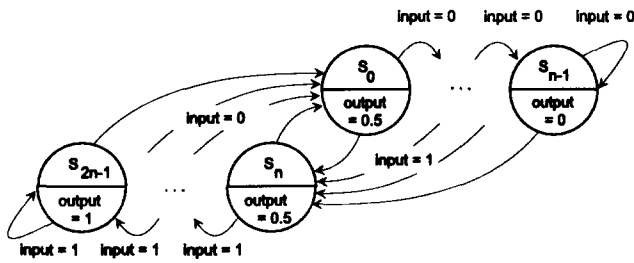 input = 0
input = 0
input = 0
S0
output
= 0.5
. . .
Sn-1
output
= 0
input = 0
input = 1
S2n-1
output
= 1
. . .
Sn
output
= 0.5
input = 1
input = 1
input = 1